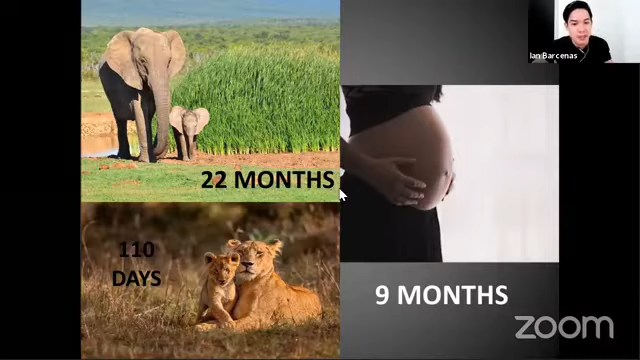 Ian Barcenas
22 MONTHS
110
DAYS
9 MONTHS
zoom